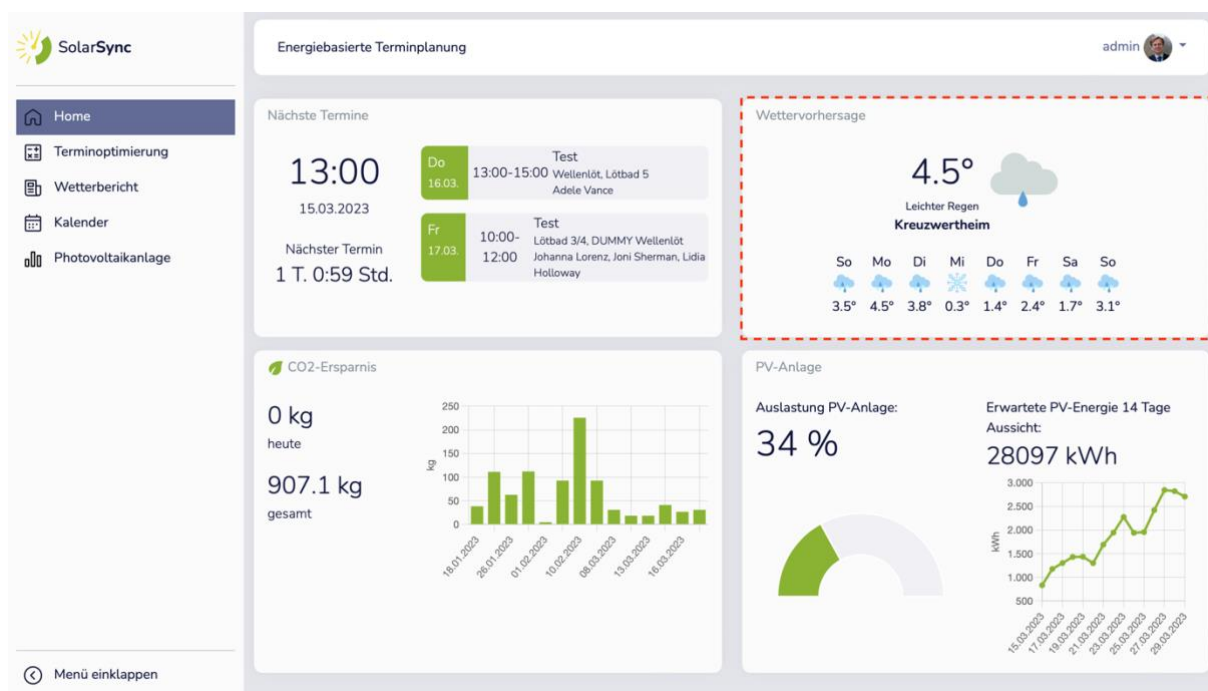 SolarSync
Energiebasierte Terminplanung
admin
Home
Terminoptimierung
Wetterbericht
Kalender
Photovoltaikanlage
Menü einklappen
Nächste Termine
13:00
15.03.2023
Nächster Termin
1 T. 0:59 Std.
Do
16.03.
13:00-15:00
Test
Wellenlöt, Lötbad 5
Adele Vance
Fr
17.03.
10:00-
12:00
Test
Lötbad 3/4, DUMMY Wellenlöt
Johanna Lorenz, Joni Sherman, Lidia
Holloway
Wettervorhersage
4.5°
Leichter Regen
Kreuzwertheim
So Mo Di Mi Do Fr Sa So
3.5° 4.5° 3.8° 0.3° 1.4° 2.4° 1.7° 3.1°
CO2-Ersparnis
0 kg
heute
907.1 kg
gesamt
kg
250
200
150
100
50
0
18.01.2023 26.01.2023 01.02.2023 10.02.2023 08.03.2023 13.03.2023 16.03.2023
PV-Anlage
Auslastung PV-Anlage:
34 %
Erwartete PV-Energie 14 Tage
Aussicht:
28097 kWh
kWh
3.000
2.500
2.000
1.500
1.000
500
15.03.2023 17.03.2023 19.03.2023 21.03.2023 23.03.2023 25.03.2023 27.03.2023 29.03.2023